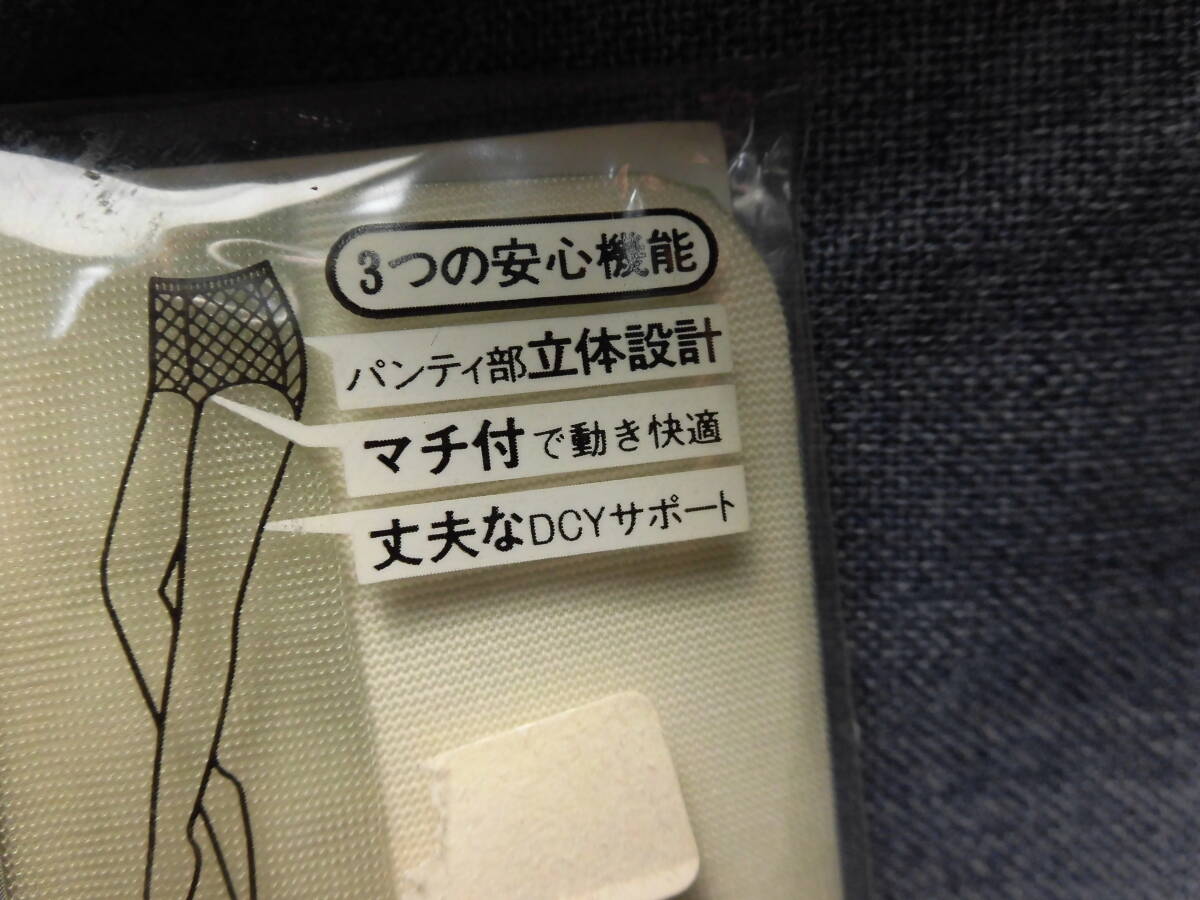 3つの安心機能
パンティ部立体設計
マチ付で動き快適
丈夫なDCYサポート